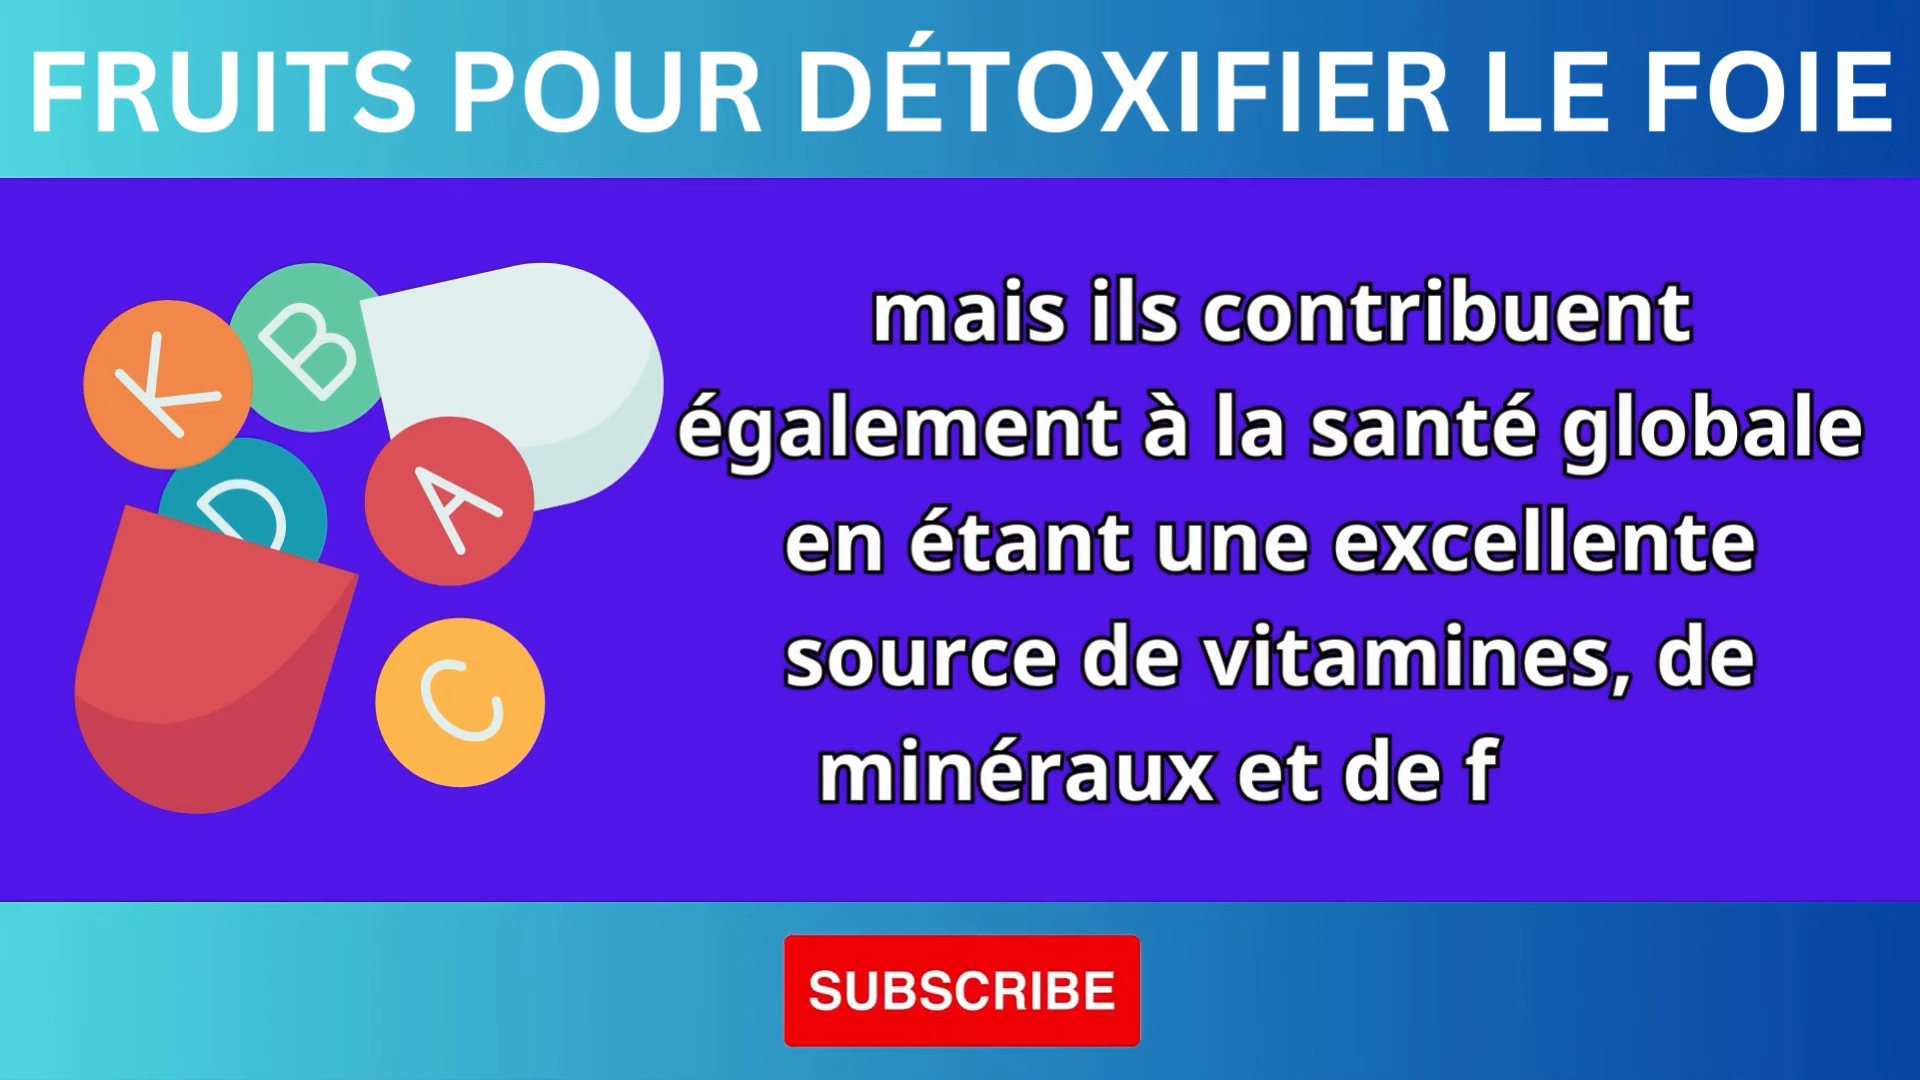 FRUITS POUR DÉTOXIFIER LE FOIE
K
B
D
A
C
mais ils contribuent
également à la santé globale
en étant une excellente
source de vitamines, de
minéraux et de f
SUBSCRIBE